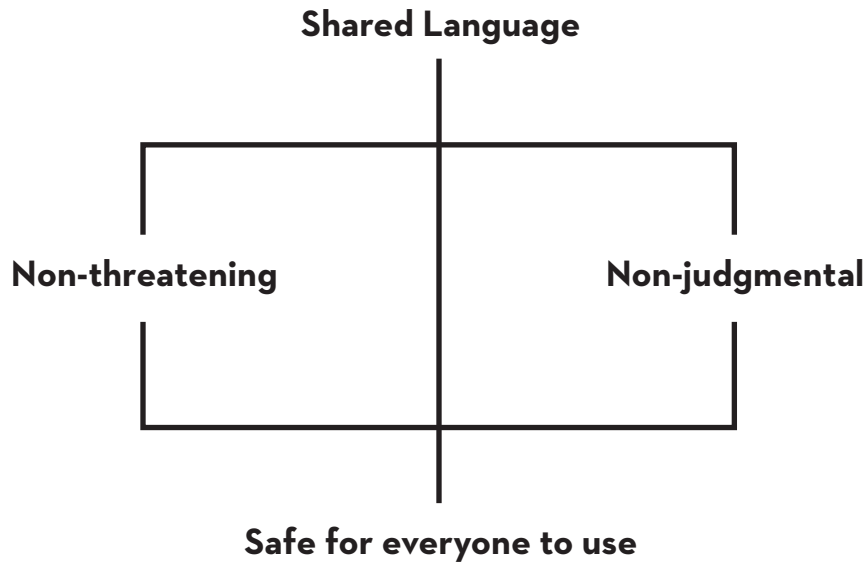 Shared Language
Non-threatening
Non-judgmental
Safe for everyone to use